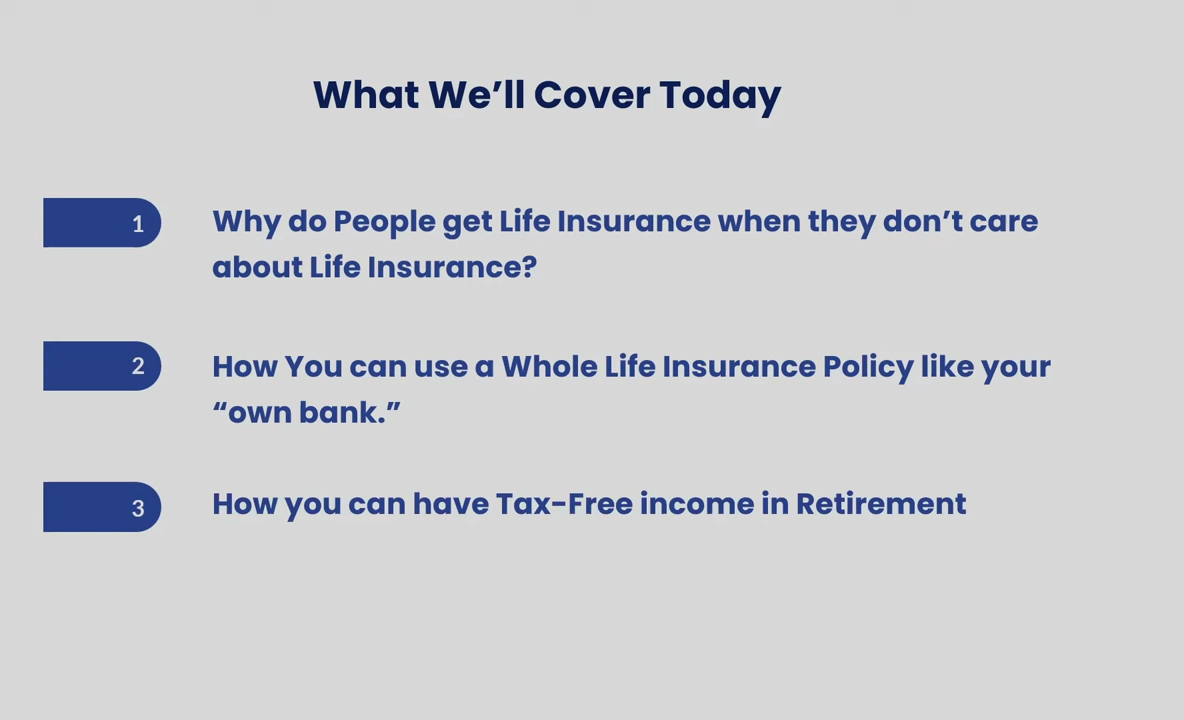 What We’ll Cover Today
1
Why do People get Life Insurance when they don’t care
about Life Insurance?
2
How You can use a Whole Life Insurance Policy like your
“own bank.”
3
How you can have Tax-Free income in Retirement